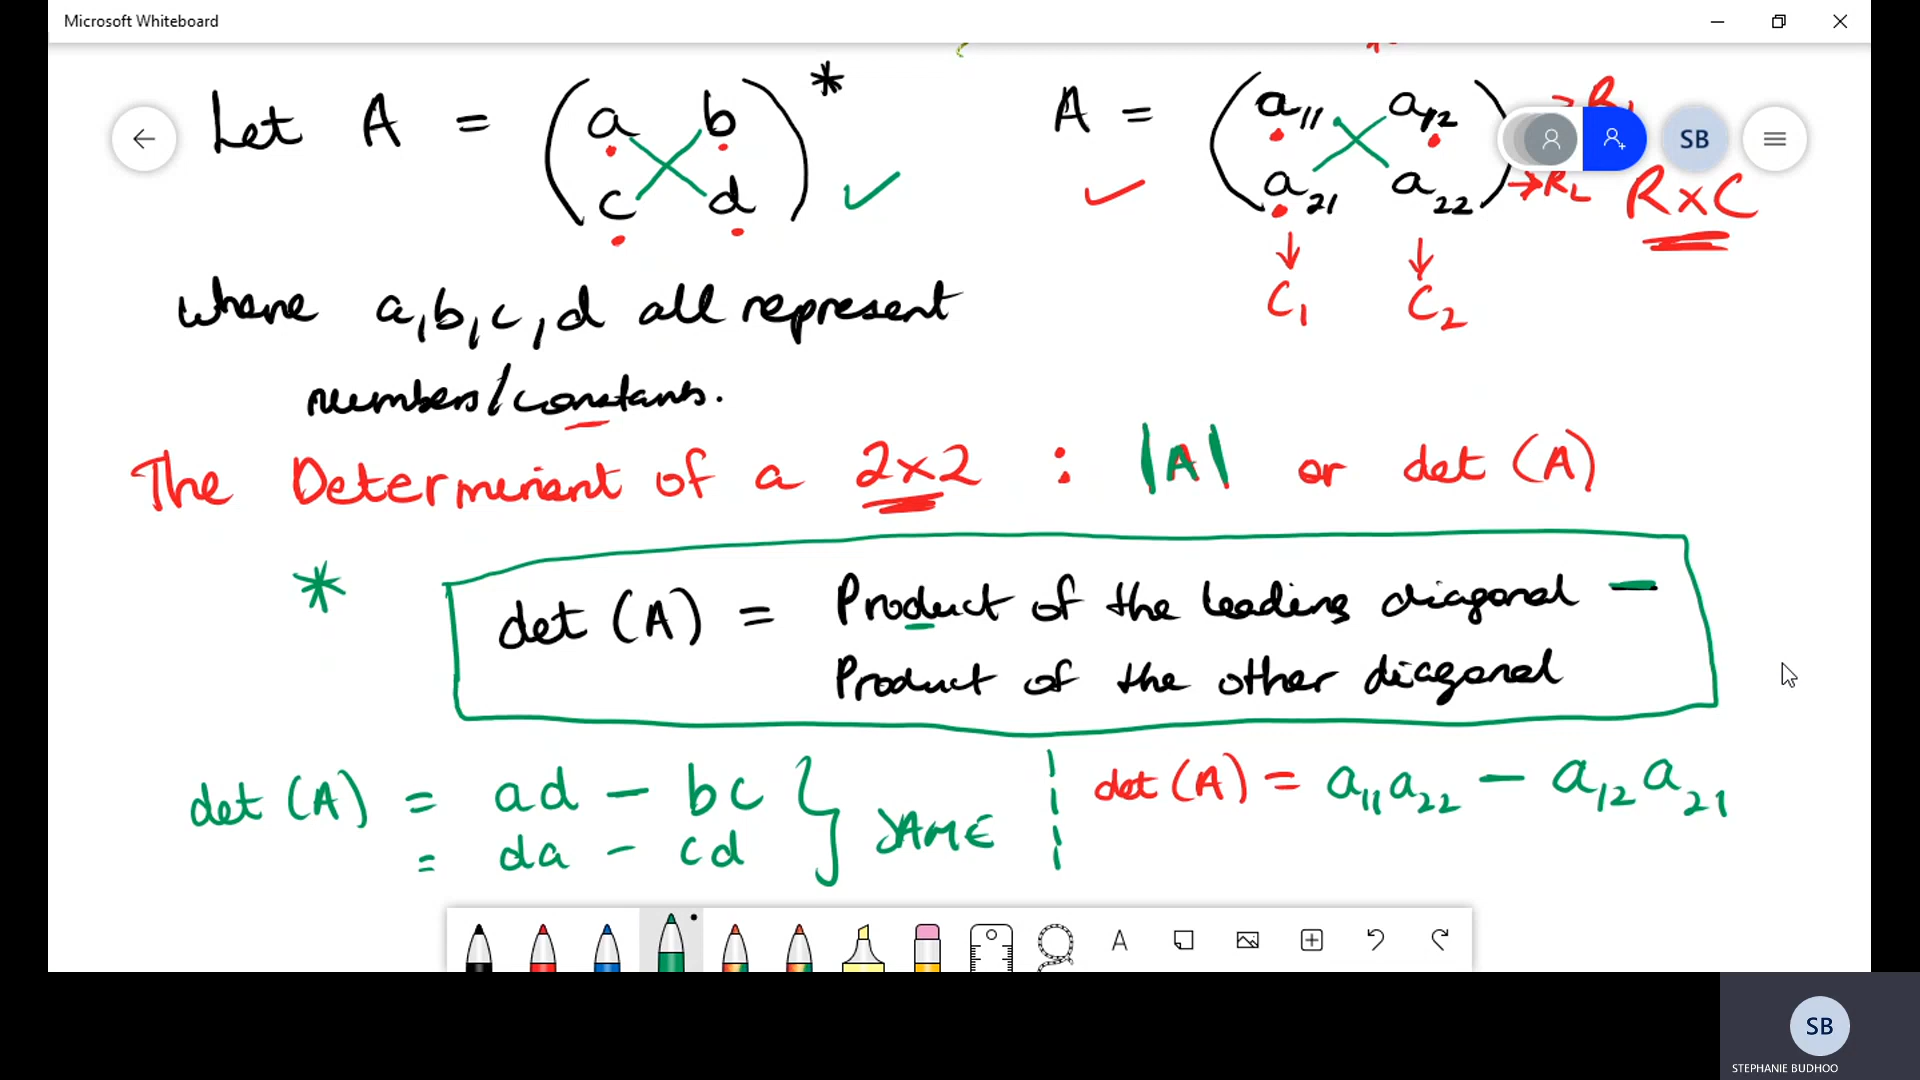 Microsoft Whiteboard
Let A = (a b) *
(c d)
A = (a11 a12) → R1
(a21 a22) → R2 R×C
C1 C2
where a,b,c,d all represent
numbers/constants.
The Determinant of a 2×2 : |A| or det (A)
* det (A) = Product of the leading diagonal —
Product of the other diagonal
det (A) = ad - bc } SAME
= da - cd
det (A) = a11a22 - a12a21
SB
A
SB
STEPHANIE BUDHOO